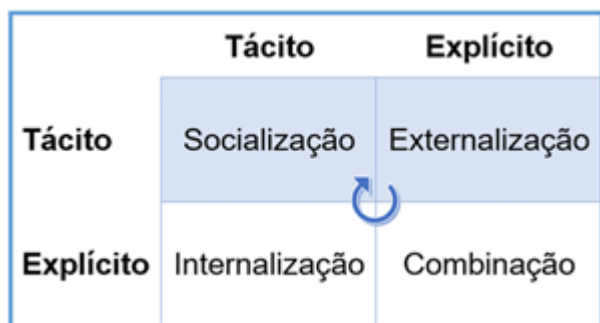 Tácito Explícito
Tácito Socialização Externalização
Explícito Internalização Combinação